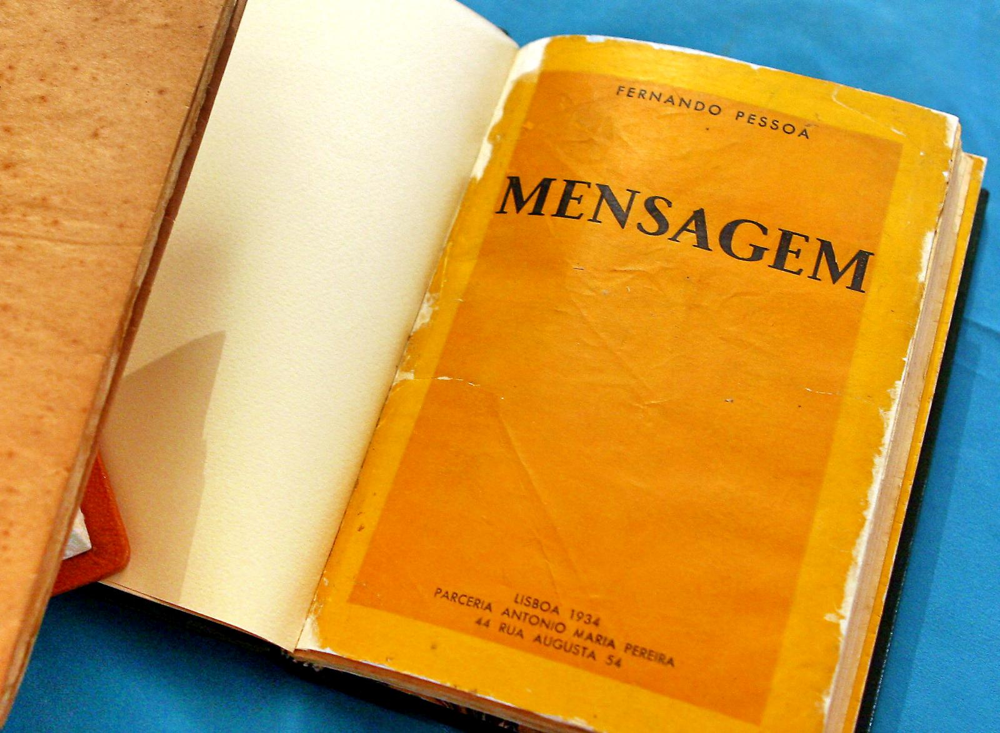 FERNANDO PESSOA
MENSAGEM
LISBOA 1934
PARCERIA ANTONIO MARIA PEREIRA
44 RUA AUGUSTA 54